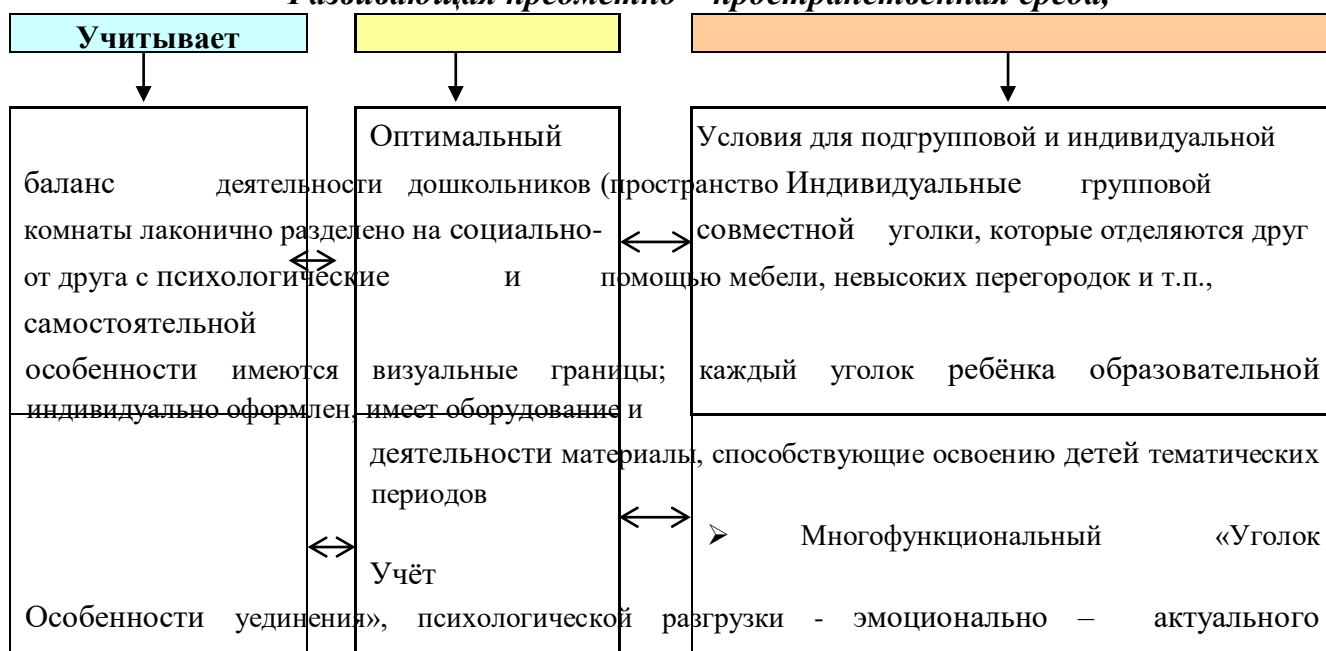 Развивающая предметно – пространственная среда,
Учитывает
Оптимальный Условия для подгрупповой и индивидуальной
баланс деятельности дошкольников (пространство Индивидуальные групповой
комнаты лаконично разделено на социально- совместной уголки, которые отделяются друг
от друга с психологические и помощью мебели, невысоких перегородок и т.п.,
самостоятельной
особенности имеются визуальные границы; каждый уголок ребёнка образовательной
индивидуально оформлен, имеет оборудование и
деятельности материалы, способствующие освоению детей тематических
периодов
➢ Многофункциональный «Уголок
Учёт
Особенности уединения», психологической разгрузки - эмоционально – актуального